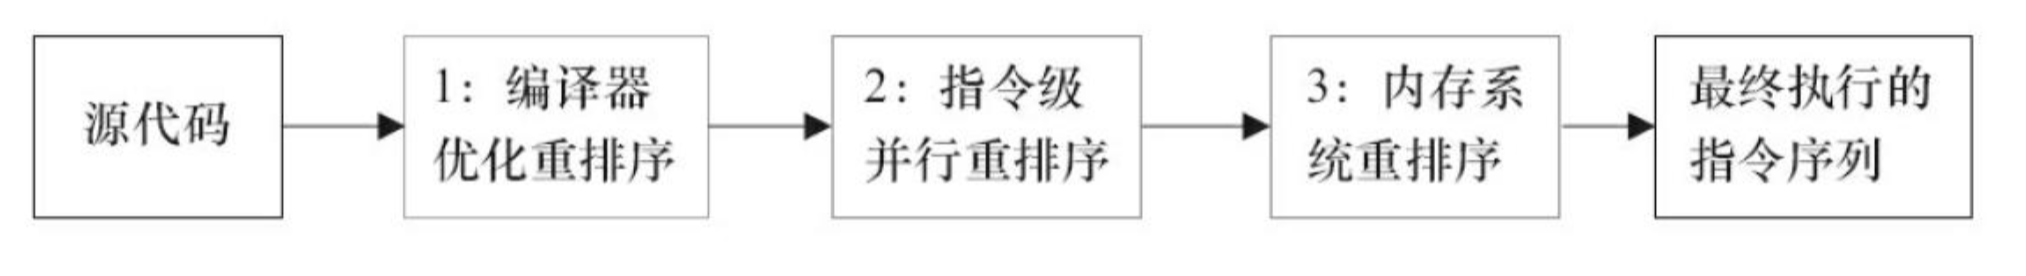 源代码
1：编译器
优化重排序
2：指令级
并行重排序
3：内存系
统重排序
最终执行的
指令序列